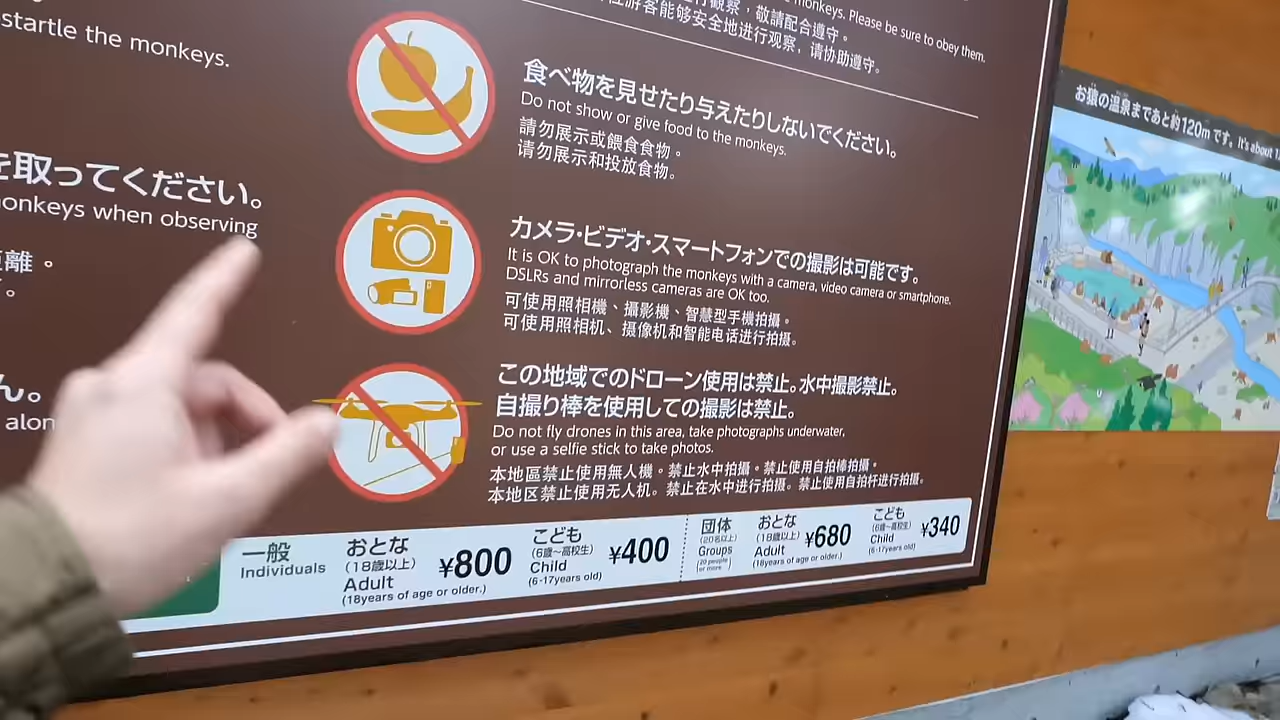 startle the monkeys.
を取ってください。
monkeys when observing
離。
ん。
alon
monkeys. Please be sure to obey them.
觀察，敬請配合遵守。
游客能够安全地进行观察，请协助遵守。
食べ物を見せたり与えたりしないでください。
Do not show or give food to the monkeys.
請勿展示或餵食食物。
请勿展示和投放食物。
カメラ・ビデオ・スマートフォンでの撮影は可能です。
It is OK to photograph the monkeys with a camera, video camera or smartphone.
DSLRs and mirrorless cameras are OK too.
可使用照相機、攝影機、智慧型手機拍攝。
可使用照相机、摄像机和智能电话进行拍摄。
この地域でのドローン使用は禁止。水中撮影禁止。
自撮り棒を使用しての撮影は禁止。
Do not fly drones in this area, take photographs underwater,
or use a selfie stick to take photos.
本地區禁止使用無人機。禁止水中拍攝。禁止使用自拍棒拍攝。
本地区禁止使用无人机。禁止在水中进行拍摄。禁止使用自拍杆进行拍摄。
一般
Individuals
おとな
(18歳以上)
Adult
(18years of age or older.)
¥800
こども
(6歳～高校生)
Child
(6-17years old)
¥400
団体
(20名以上)
Groups
(20 people or more)
おとな
(18歳以上)
Adult
(18years of age or older.)
¥680
こども
(6歳～高校生)
Child
(6-17years old)
¥340
お猿の温泉まであと約120mです。It's about 1